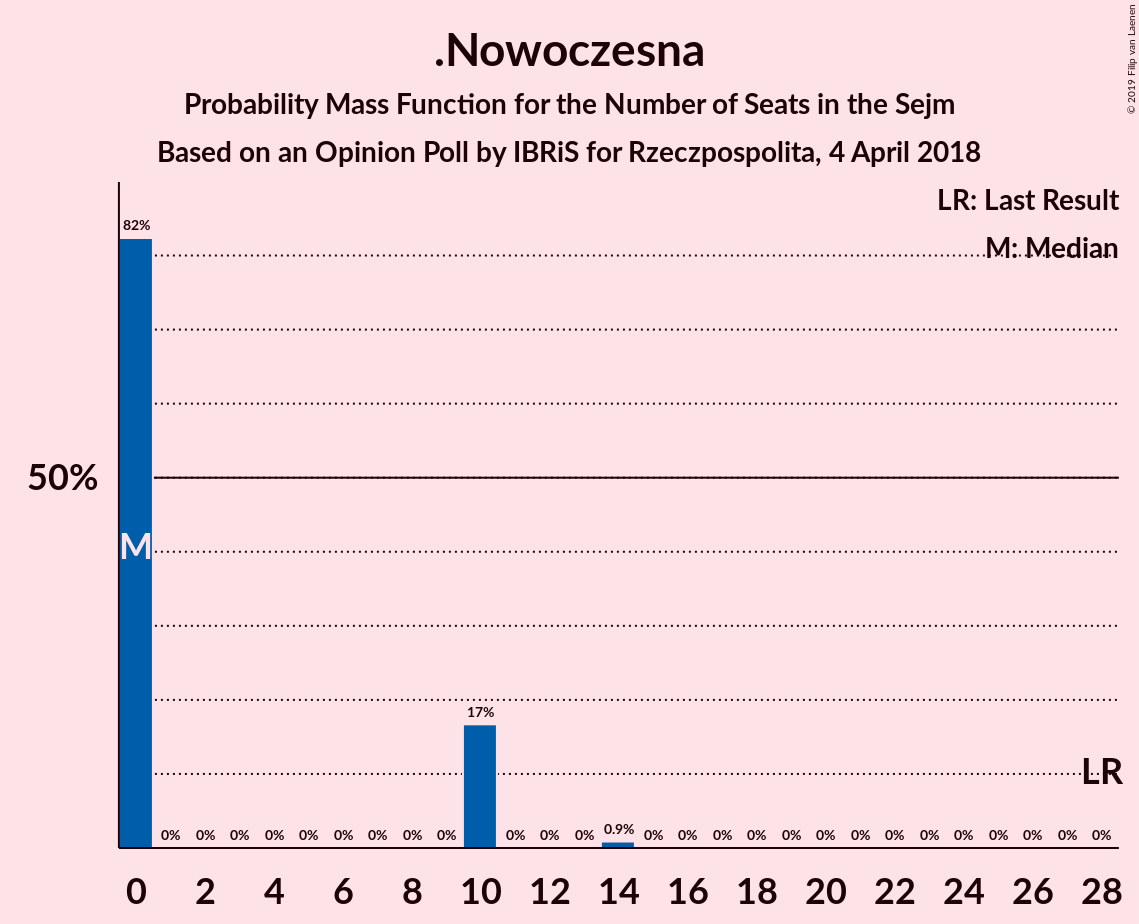 .Nowoczesna
Probability Mass Function for the Number of Seats in the Sejm
Based on an Opinion Poll by IBRiS for Rzeczpospolita, 4 April 2018
© 2019 Filip van Laenen
LR: Last Result
M: Median
82%
50%
M
17%
LR
0% 0% 0% 0% 0% 0% 0% 0% 0% 0% 0% 0% 0.9% 0% 0% 0% 0% 0% 0% 0% 0% 0% 0% 0% 0% 0% 0%
0 2 4 6 8 10 12 14 16 18 20 22 24 26 28